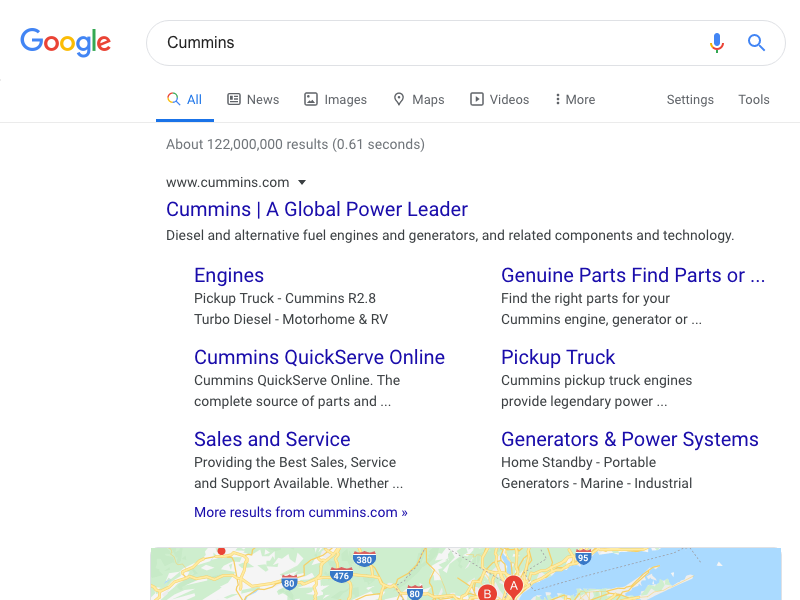 Google
Cummins
All News Images Maps Videos More Settings Tools
About 122,000,000 results (0.61 seconds)
www.cummins.com
Cummins | A Global Power Leader
Diesel and alternative fuel engines and generators, and related components and technology.
Engines
Pickup Truck - Cummins R2.8
Turbo Diesel - Motorhome & RV
Genuine Parts Find Parts or ...
Find the right parts for your
Cummins engine, generator or ...
Cummins QuickServe Online
Cummins QuickServe Online. The
complete source of parts and ...
Pickup Truck
Cummins pickup truck engines
provide legendary power ...
Sales and Service
Providing the Best Sales, Service
and Support Available. Whether ...
Generators & Power Systems
Home Standby - Portable
Generators - Marine - Industrial
More results from cummins.com »
380
95
476
80
80
A
B